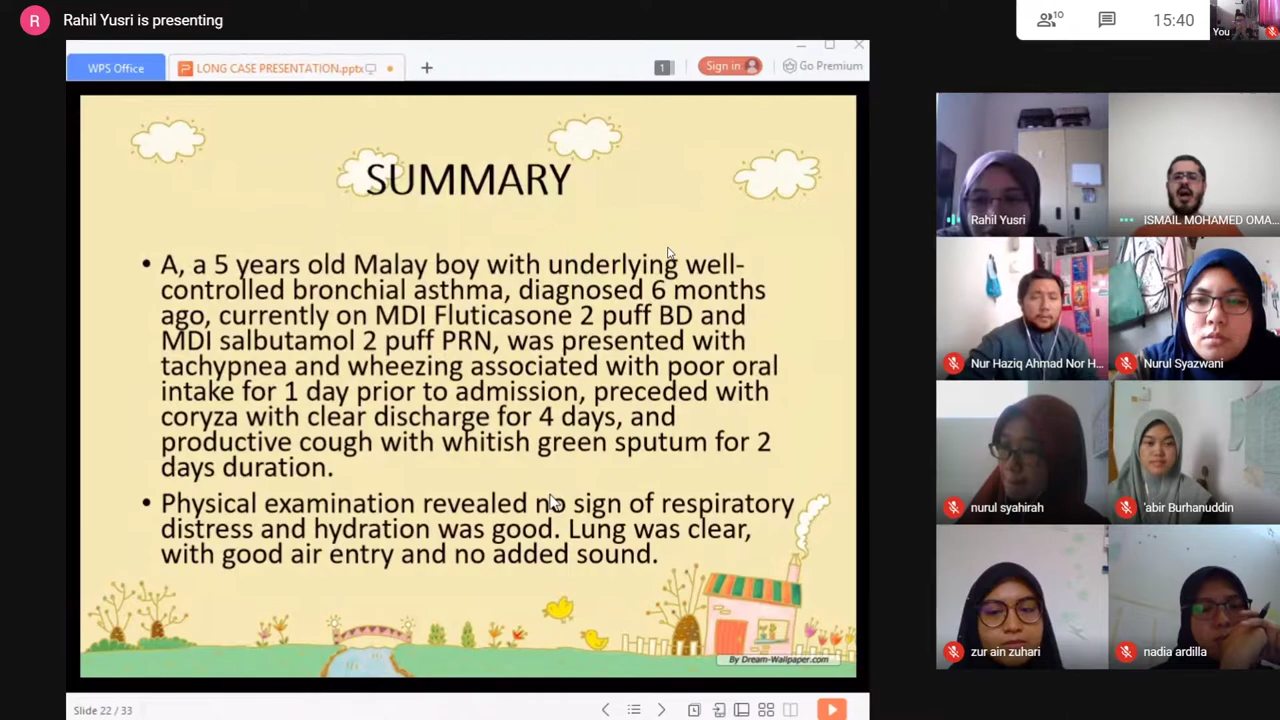 R
Rahil Yusri is presenting
10
15:40
You
WPS Office
LONG CASE PRESENTATION.pptx
1
Sign in
Go Premium
SUMMARY
• A, a 5 years old Malay boy with underlying well-
controlled bronchial asthma, diagnosed 6 months
ago, currently on MDI Fluticasone 2 puff BD and
MDI salbutamol 2 puff PRN, was presented with
tachypnea and wheezing associated with poor oral
intake for 1 day prior to admission, preceded with
coryza with clear discharge for 4 days, and
productive cough with whitish green sputum for 2
days duration.
• Physical examination revealed no sign of respiratory
distress and hydration was good. Lung was clear,
with good air entry and no added sound.
By Dream-Wallpaper.com
Slide 22 / 33
Rahil Yusri
ISMAIL MOHAMED OMA...
Nur Haziq Ahmad Nor H...
Nurul Syazwani
nurul syahirah
'abir Burhanuddin
zur ain zuhari
nadia ardilla